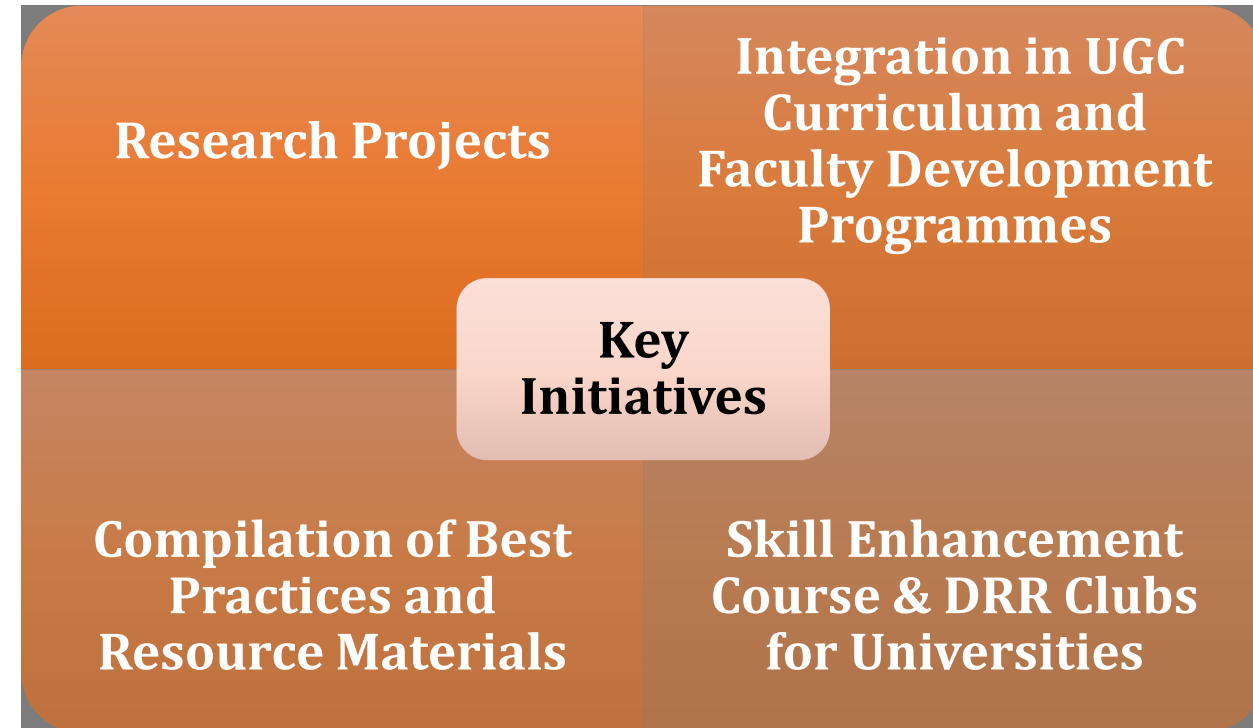 Research Projects
Integration in UGC
Curriculum and
Faculty Development
Programmes
Key
Initiatives
Compilation of Best
Practices and
Resource Materials
Skill Enhancement
Course & DRR Clubs
for Universities